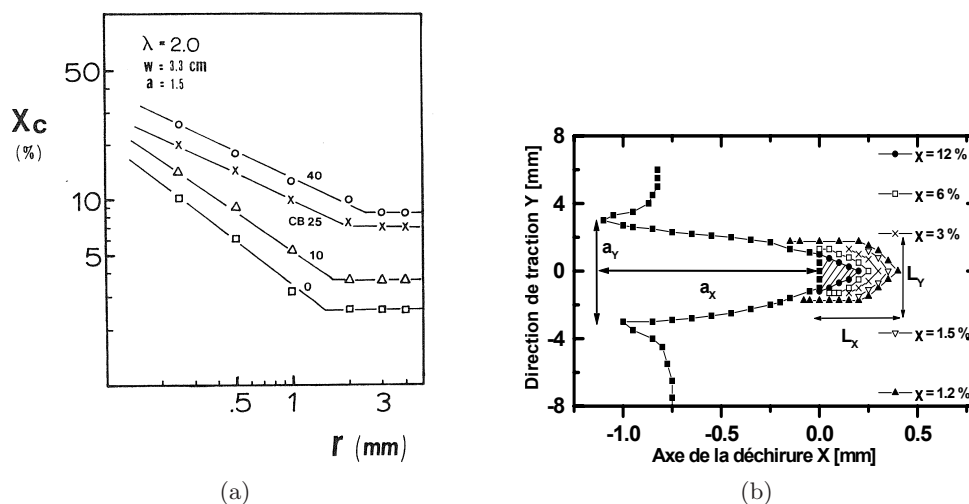 λ = 2.0
w = 3.3 cm
a = 1.5
50
10
5
Xc
(%)
40
CB 25
10
0
.5
1
3
r (mm)
(a)
8
4
0
-4
-8
Direction de traction Y [mm]
χ = 12 %
χ = 6 %
χ = 3 %
χ = 1.5 %
χ = 1.2 %
aY
aX
LY
LX
-1.0
-0.5
0.0
0.5
Axe de la déchirure X [mm]
(b)